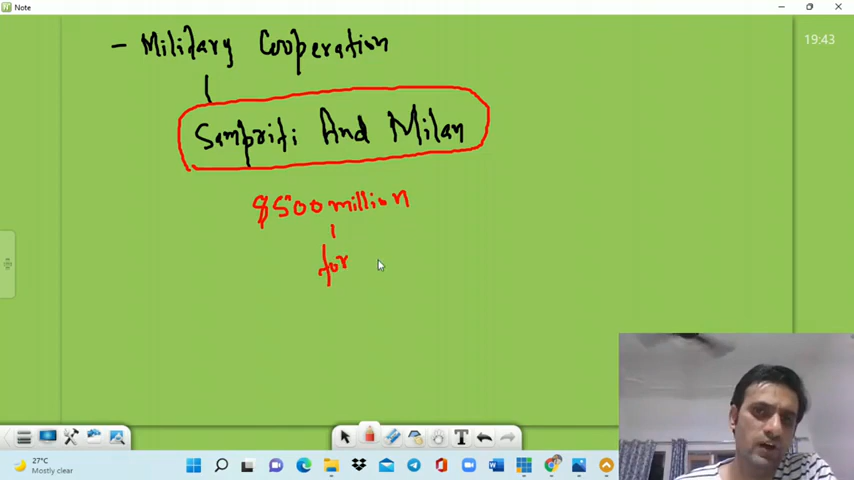 Note
19:43
- Military Cooperation
Sampriti And Milan
$500 million
for
27°C
Mostly clear